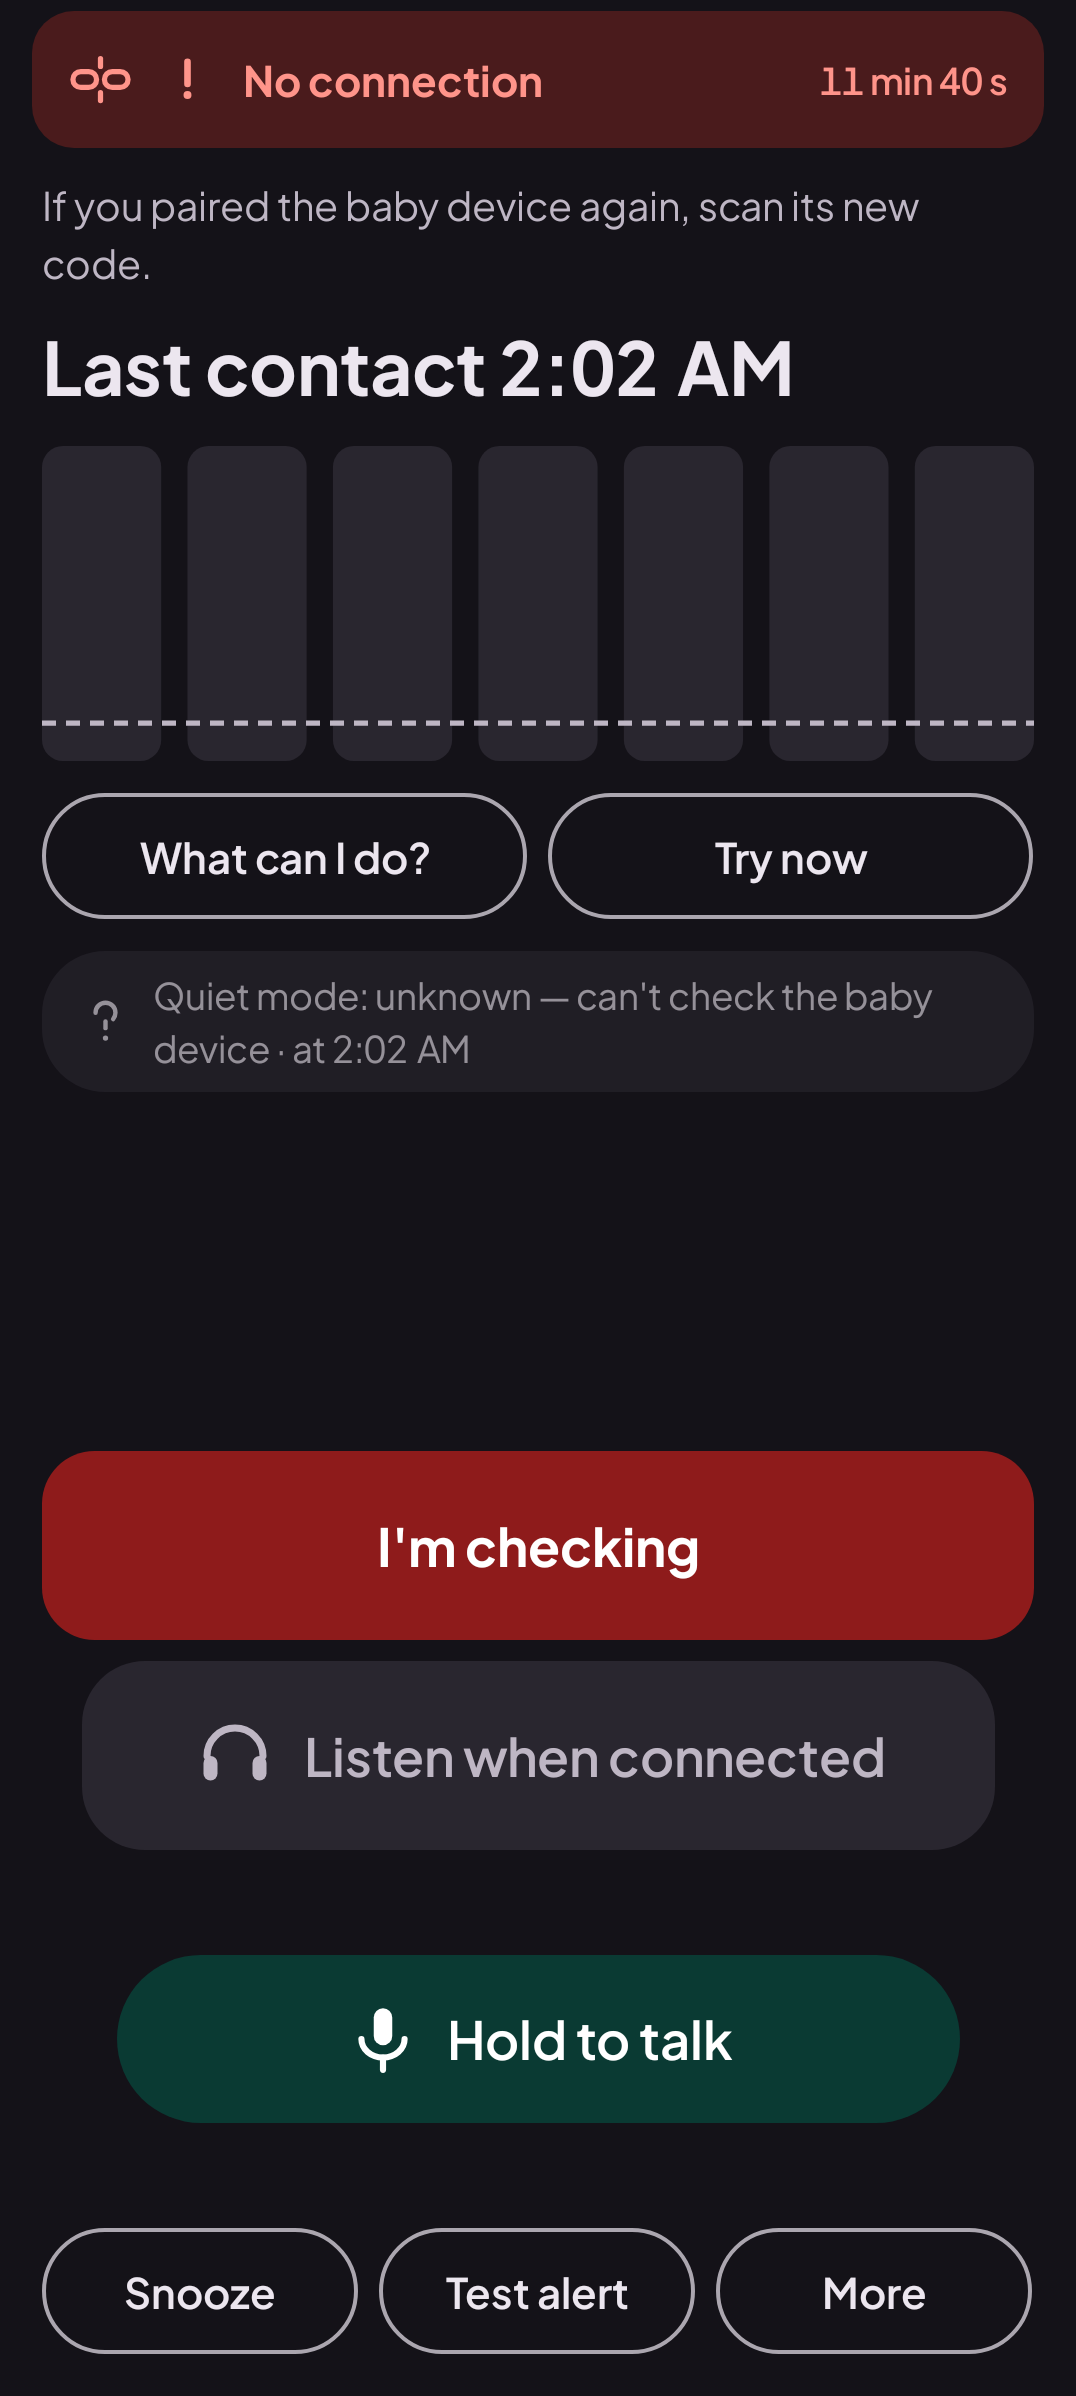 No connection 11 min 40 s
If you paired the baby device again, scan its new
code.
Last contact 2:02 AM
What can I do? Try now
Quiet mode: unknown — can't check the baby
device · at 2:02 AM
I'm checking
Listen when connected
Hold to talk
Snooze Test alert More